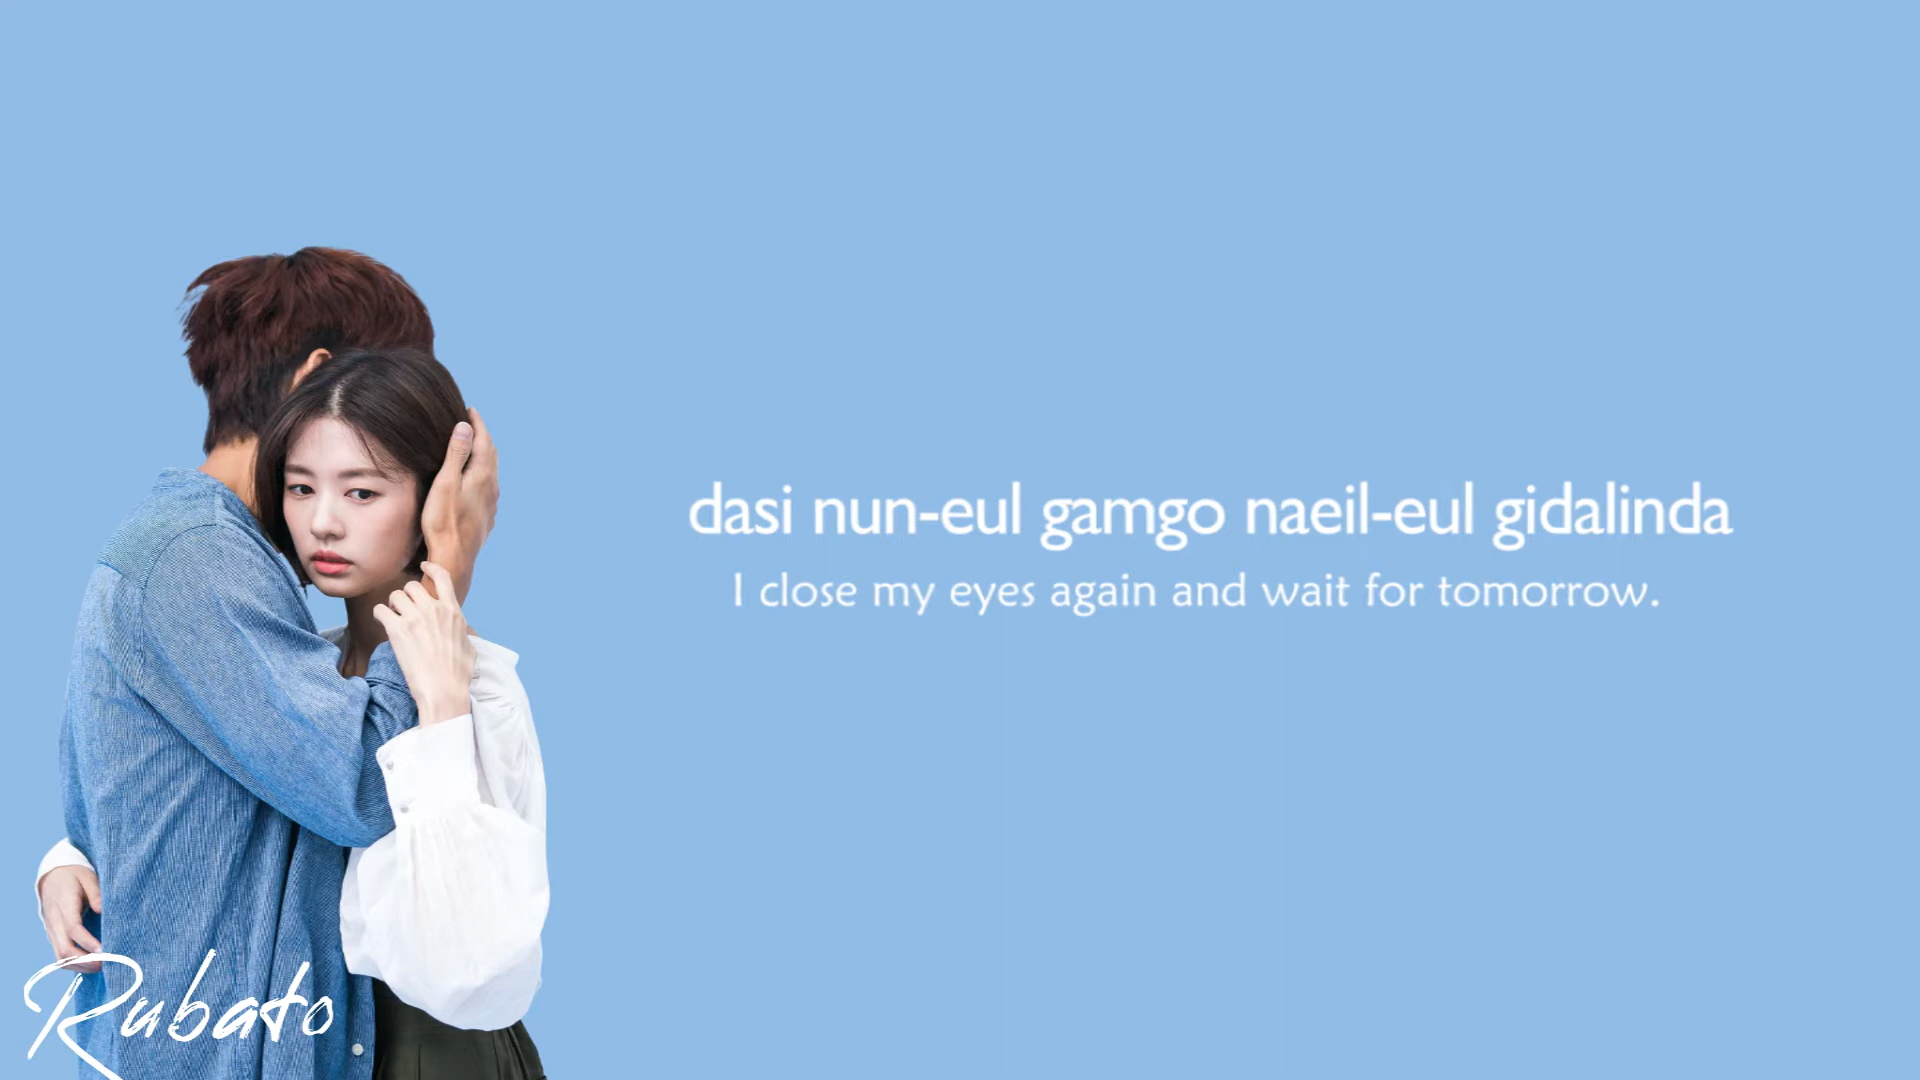 dasi nun-eul gamgo naeil-eul gidalinda
I close my eyes again and wait for tomorrow.
Rubato